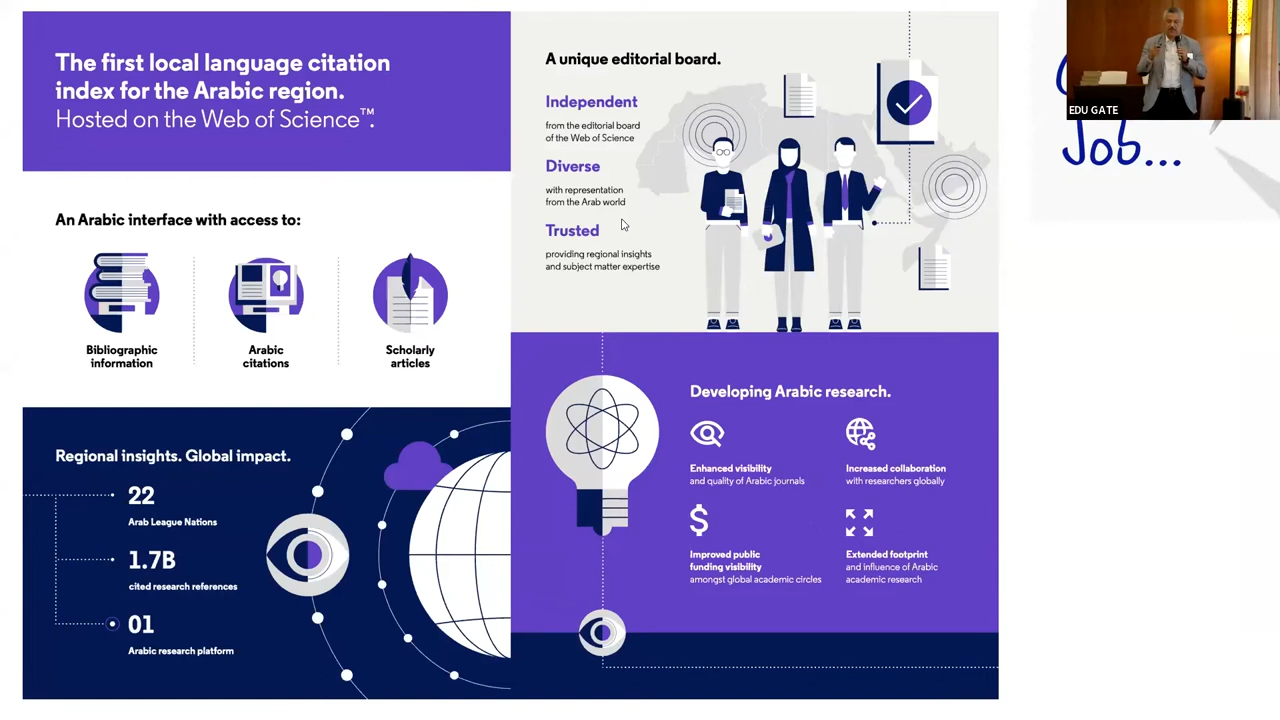 The first local language citation
index for the Arabic region.
Hosted on the Web of Science™.
An Arabic interface with access to:
Bibliographic
information
Arabic
citations
Scholarly
articles
Regional insights. Global impact.
22
Arab League Nations
1.7B
cited research references
01
Arabic research platform
A unique editorial board.
Independent
from the editorial board
of the Web of Science
Diverse
with representation
from the Arab world
Trusted
providing regional insights
and subject matter expertise
Developing Arabic research.
Enhanced visibility
and quality of Arabic journals
Increased collaboration
with researchers globally
Improved public
funding visibility
amongst global academic circles
Extended footprint
and influence of Arabic
academic research
EDU GATE
Job...